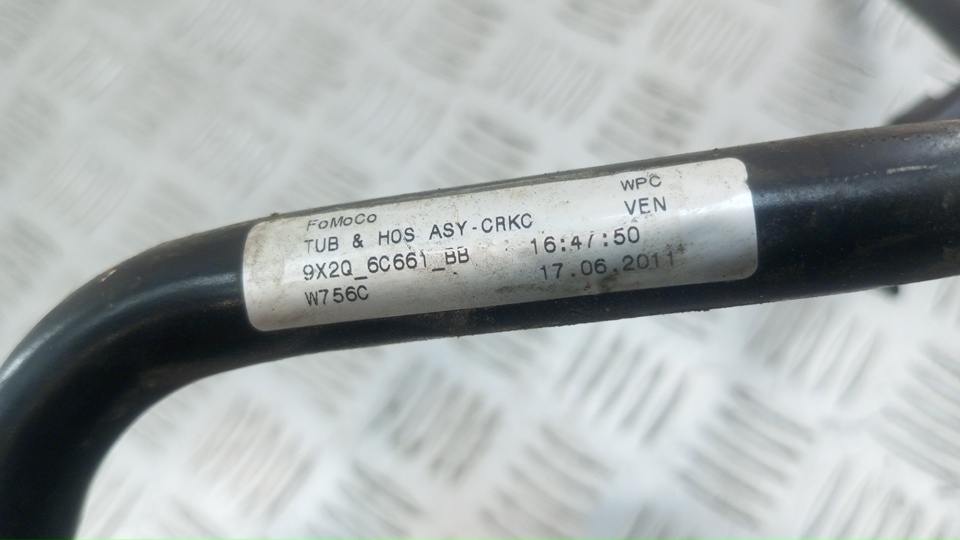 FoMoCo WPC
TUB & HOS ASY-CRKC VEN
9X2Q_6C661_BB 16:47:50
W756C 17.06.2011